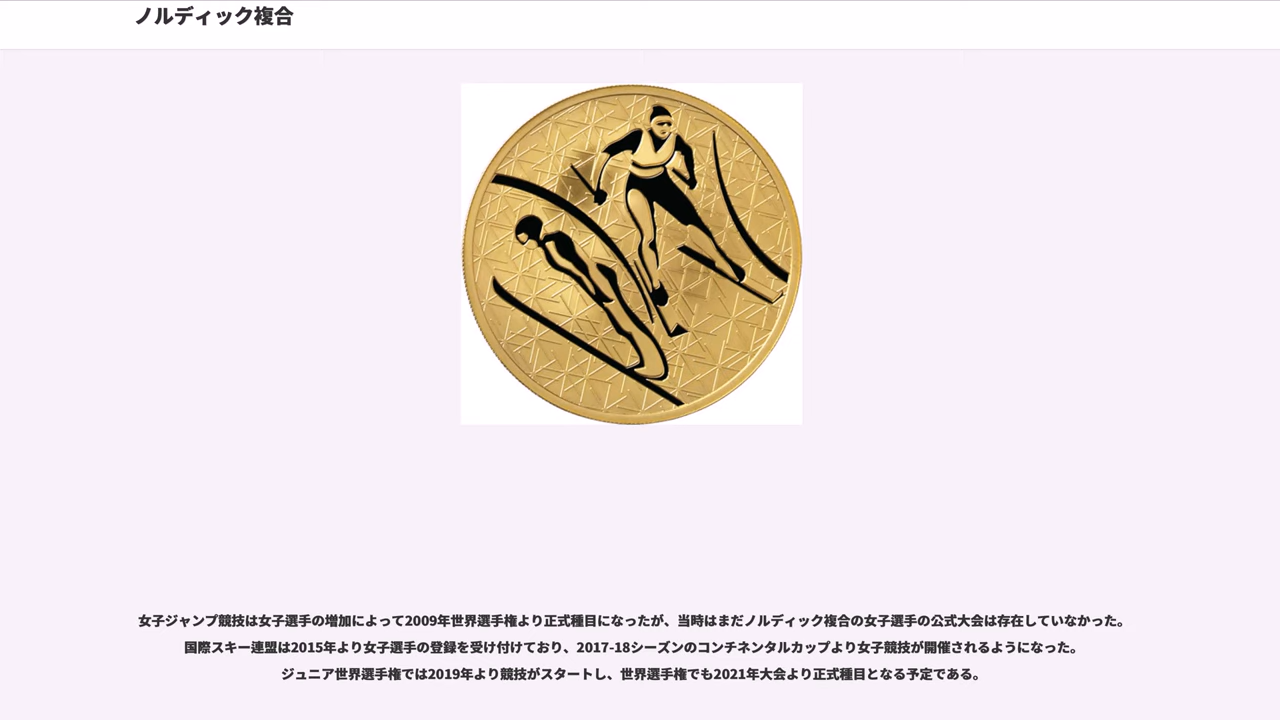 ノルディック複合
女子ジャンプ競技は女子選手の増加によって2009年世界選手権より正式種目になったが、当時はまだノルディック複合の女子選手の公式大会は存在していなかった。
国際スキー連盟は2015年より女子選手の登録を受け付けており、2017-18シーズンのコンチネンタルカップより女子競技が開催されるようになった。
ジュニア世界選手権では2019年より競技がスタートし、世界選手権でも2021年大会より正式種目となる予定である。